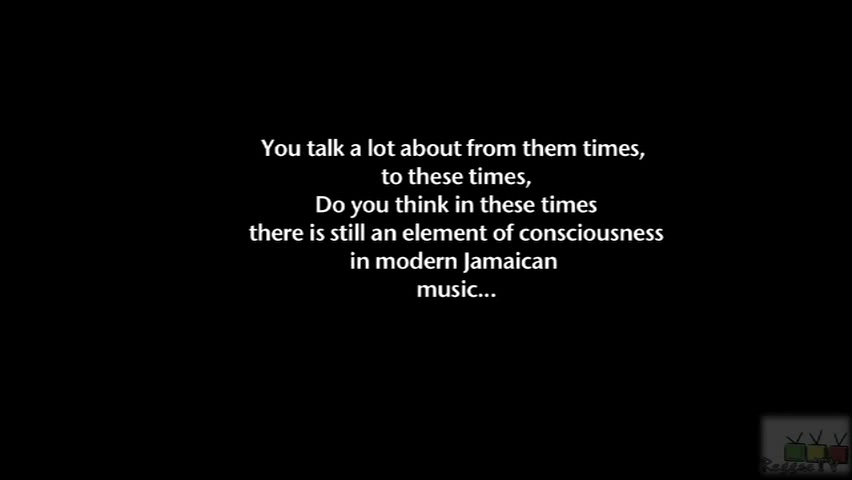 You talk a lot about from them times,
to these times,
Do you think in these times
there is still an element of consciousness
in modern Jamaican
music...
ReggaeTV